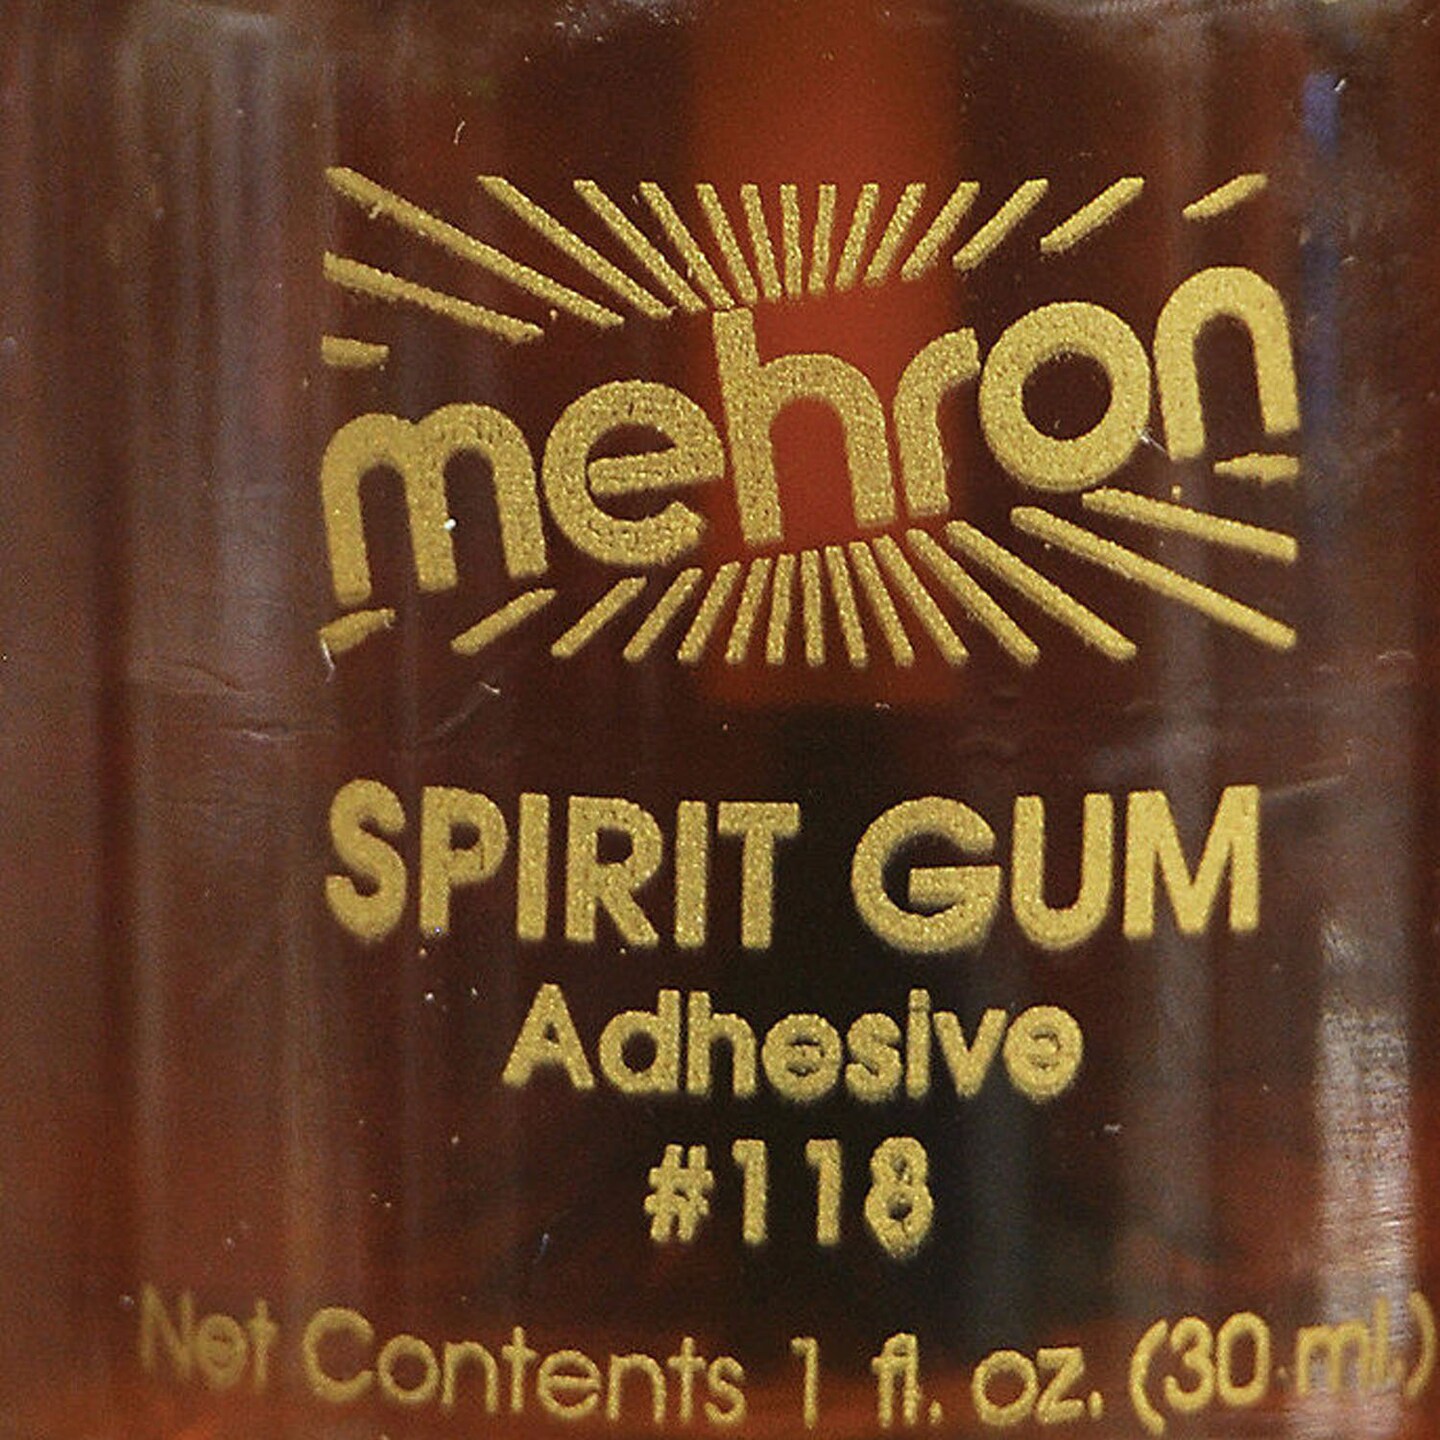 mehron
SPIRIT GUM
Adhesive
#118
Net Contents 1 fl. oz. (30 ml.)